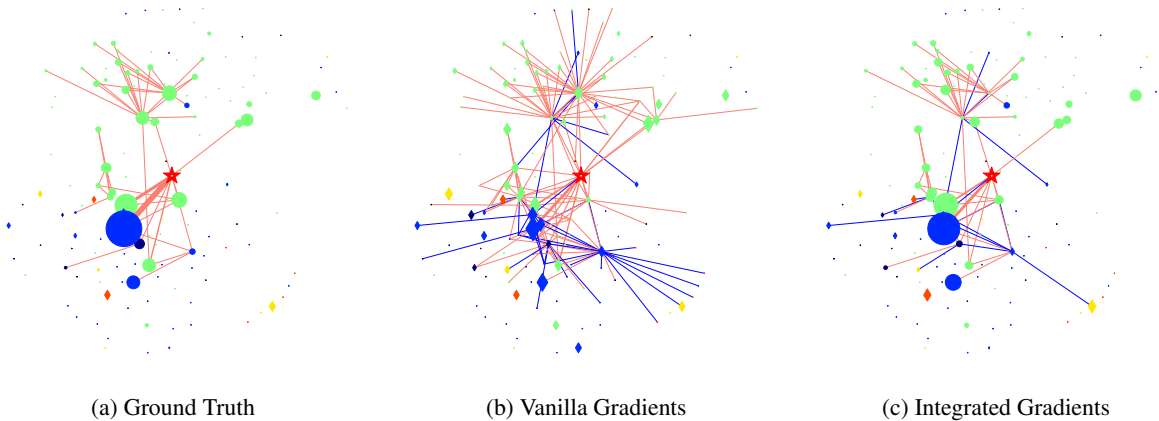 (a) Ground Truth
(b) Vanilla Gradients
(c) Integrated Gradients